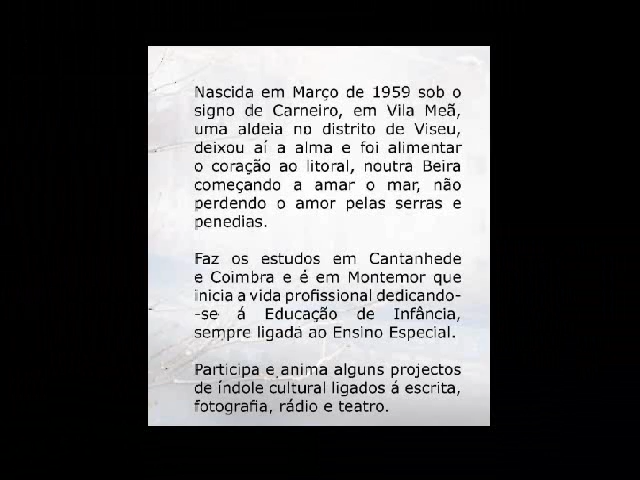 Nascida em Março de 1959 sob o
signo de Carneiro, em Vila Meã,
uma aldeia no distrito de Viseu,
deixou aí a alma e foi alimentar
o coração ao litoral, noutra Beira
começando a amar o mar, não
perdendo o amor pelas serras e
penedias.
Faz os estudos em Cantanhede
e Coimbra e é em Montemor que
inicia a vida profissional dedicando-
-se á Educação de Infância,
sempre ligada ao Ensino Especial.
Participa e anima alguns projectos
de índole cultural ligados á escrita,
fotografia, rádio e teatro.